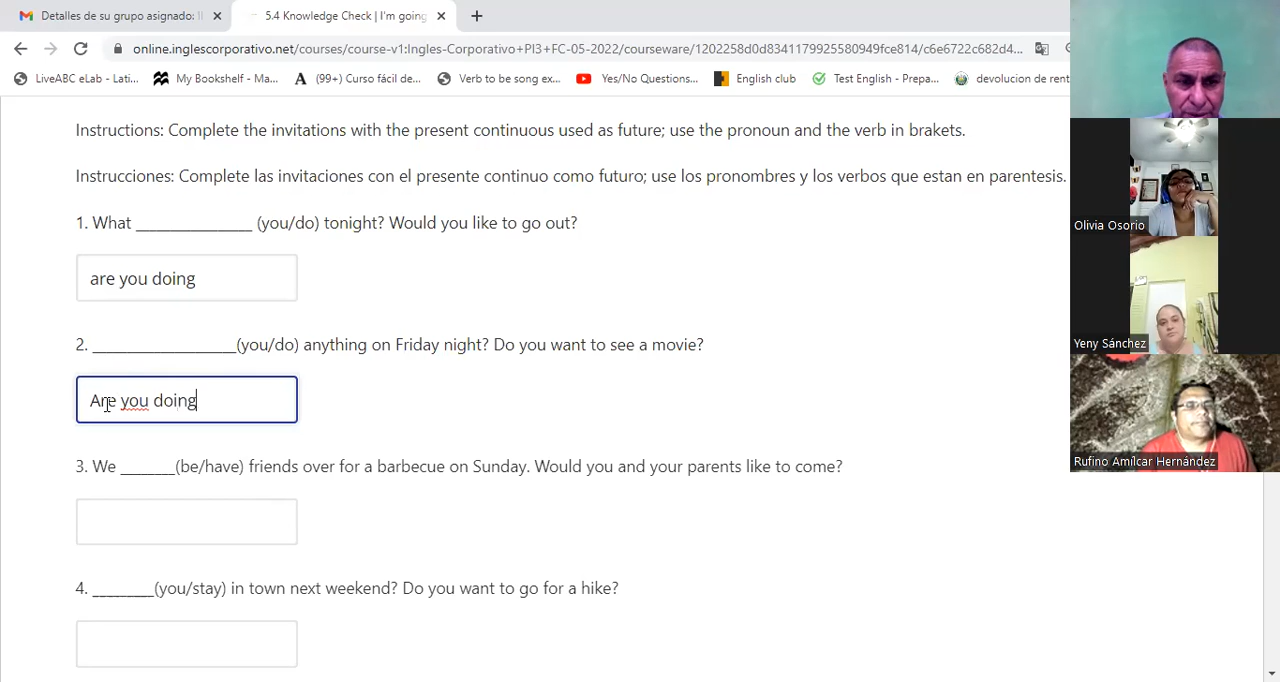 Detalles de su grupo asignado: 1
5.4 Knowledge Check | I'm going
online.inglescorporativo.net/courses/course-v1:Ingles-Corporativo+PI3+FC-05-2022/courseware/1202258d0d8341179925580949fce814/c6e6722c682d4...
LiveABC eLab - Lati...
My Bookshelf - Ma...
(99+) Curso fácil de...
Verb to be song ex...
Yes/No Questions...
English club
Test English - Prepa...
devolucion de rent
Instructions: Complete the invitations with the present continuous used as future; use the pronoun and the verb in brakets.
Instrucciones: Complete las invitaciones con el presente continuo como futuro; use los pronombres y los verbos que estan en parentesis.
1. What ______________ (you/do) tonight? Would you like to go out?
are you doing
2. _________________(you/do) anything on Friday night? Do you want to see a movie?
Are you doing
3. We _______(be/have) friends over for a barbecue on Sunday. Would you and your parents like to come?
4. ________(you/stay) in town next weekend? Do you want to go for a hike?
Olivia Osorio
Yeny Sánchez
Rufino Amílcar Hernández